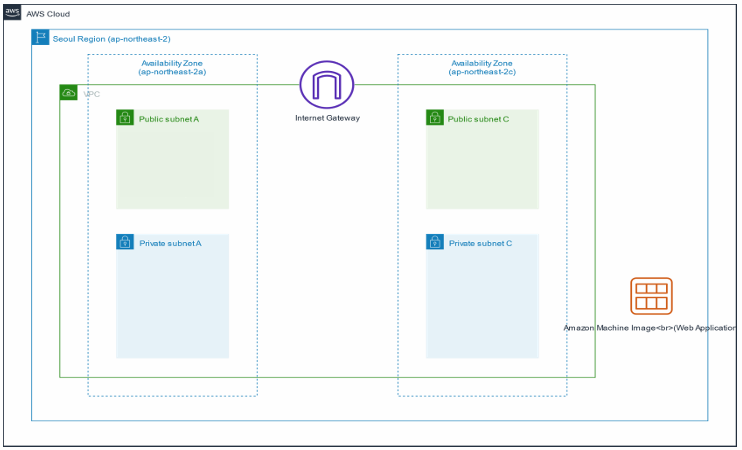 aws
AWS Cloud
Seoul Region (ap-northeast-2)
Availability Zone
(ap-northeast-2a)
Availability Zone
(ap-northeast-2c)
VPC
Internet Gateway
Public subnet A
Public subnet C
Private subnet A
Private subnet C
Amazon Machine Image<br>(Web Application